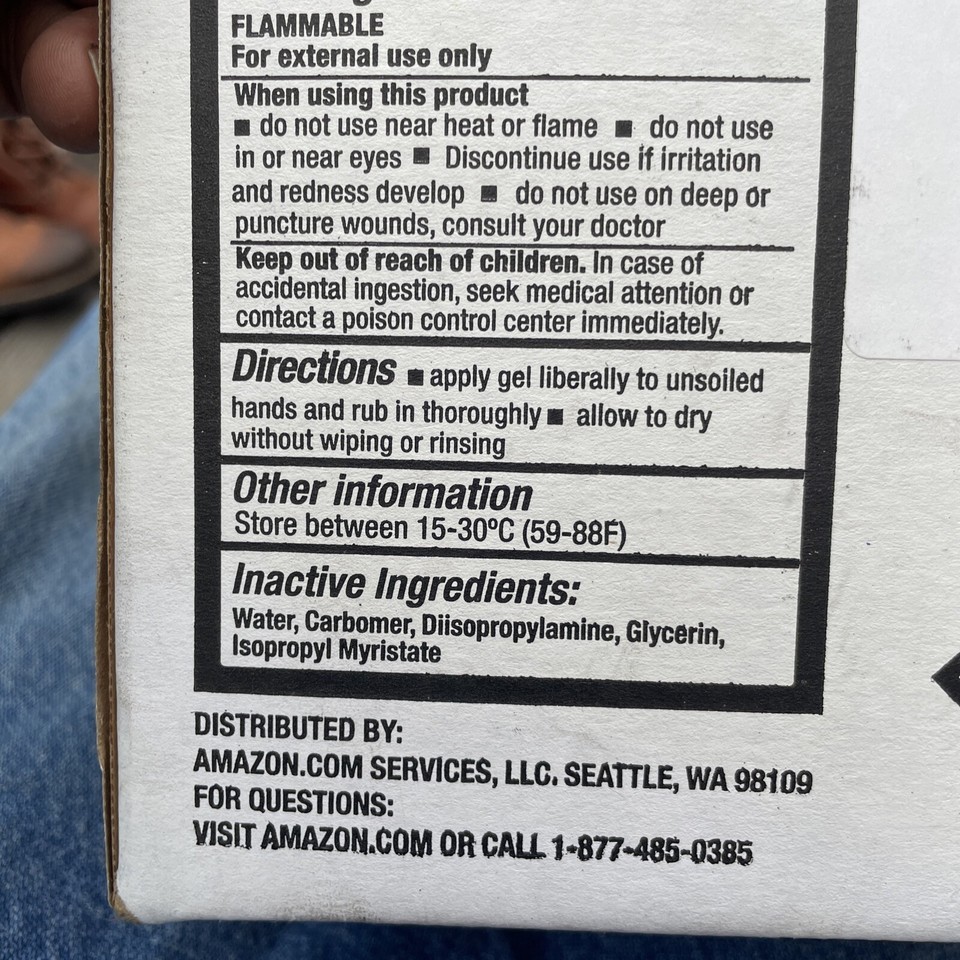 FLAMMABLE
For external use only
When using this product
■ do not use near heat or flame ■ do not use
in or near eyes ■ Discontinue use if irritation
and redness develop ■ do not use on deep or
puncture wounds, consult your doctor
Keep out of reach of children. In case of
accidental ingestion, seek medical attention or
contact a poison control center immediately.
Directions ■ apply gel liberally to unsoiled
hands and rub in thoroughly ■ allow to dry
without wiping or rinsing
Other information
Store between 15-30ºC (59-88F)
Inactive Ingredients:
Water, Carbomer, Diisopropylamine, Glycerin,
Isopropyl Myristate
DISTRIBUTED BY:
AMAZON.COM SERVICES, LLC. SEATTLE, WA 98109
FOR QUESTIONS:
VISIT AMAZON.COM OR CALL 1-877-485-0385